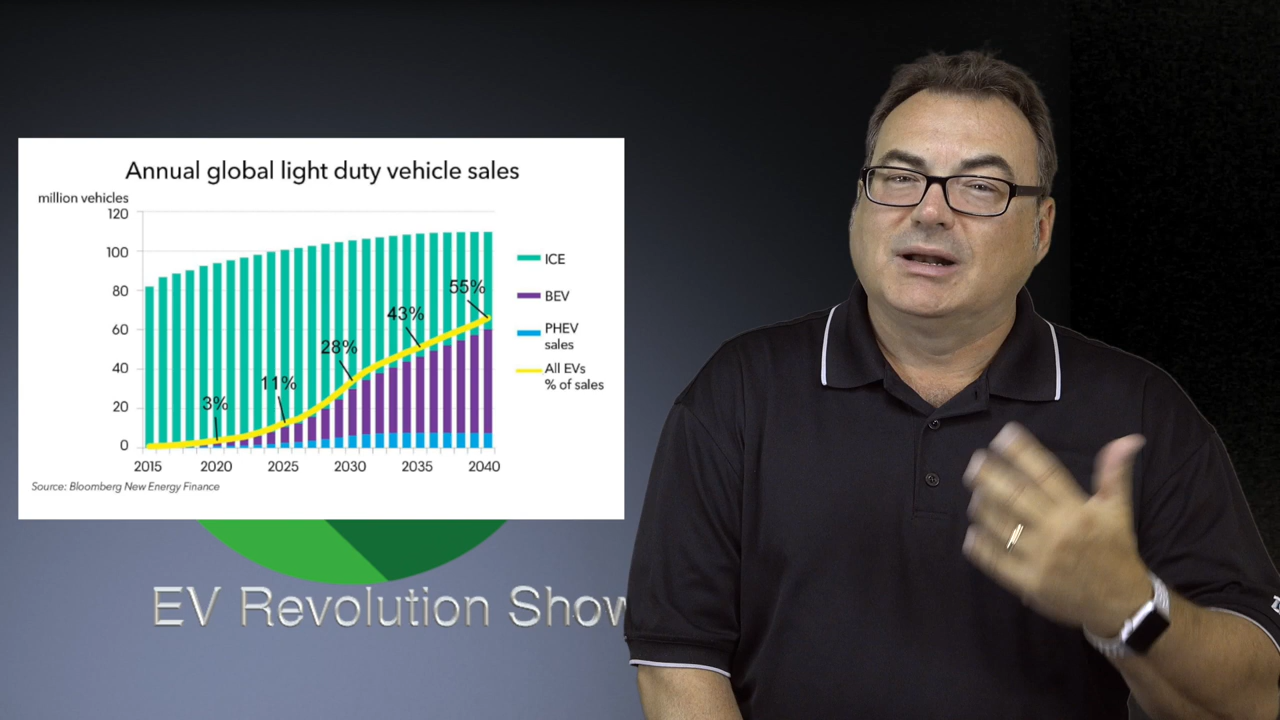 Annual global light duty vehicle sales
million vehicles
120
100
80
60
40
20
0
3%
11%
28%
43%
55%
2015 2020 2025 2030 2035 2040
ICE
BEV
PHEV
sales
All EVs
% of sales
Source: Bloomberg New Energy Finance
EV Revolution Show